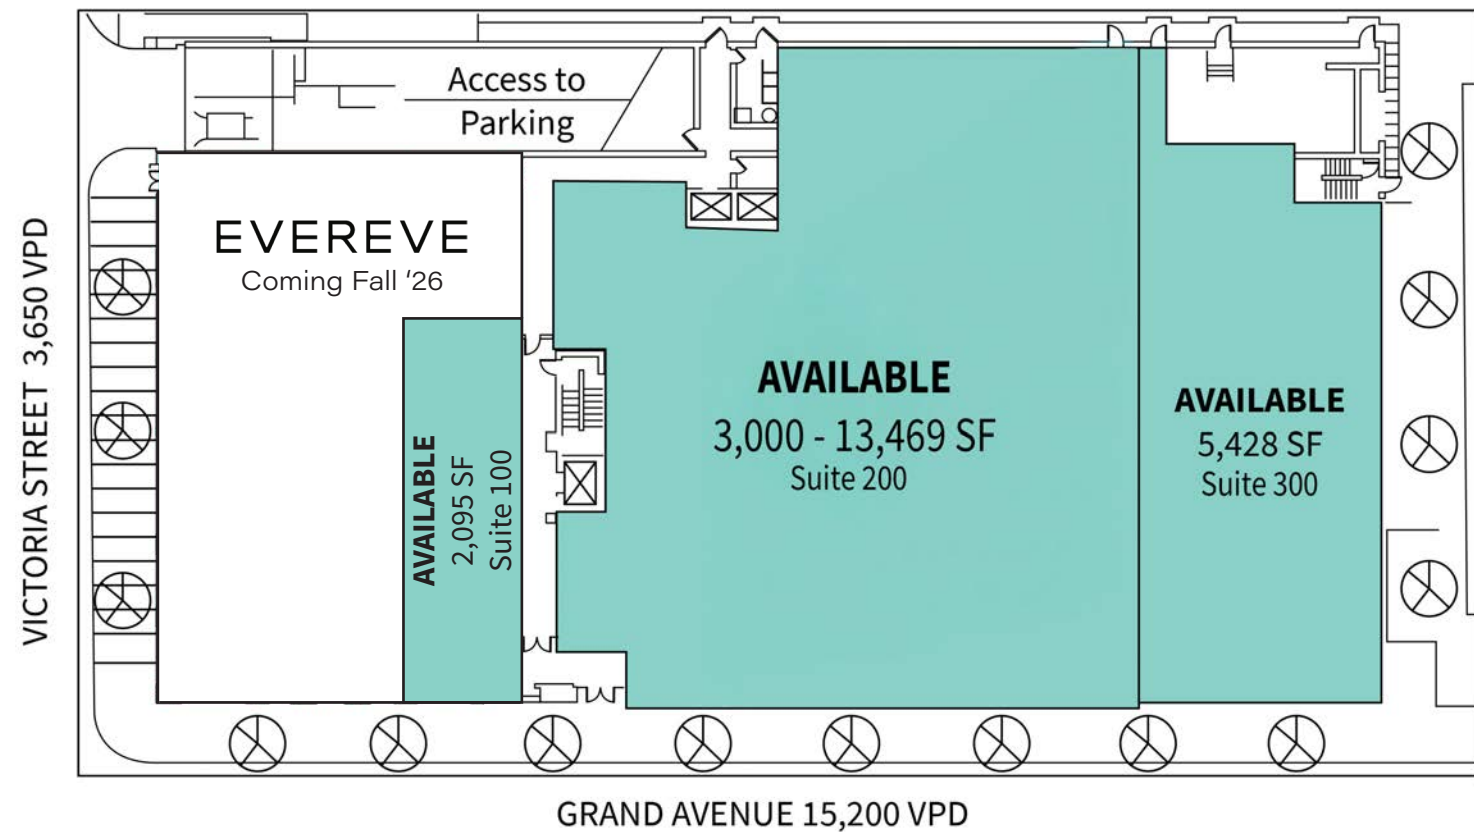 Access to
Parking
EVEREVE
Coming Fall ‘26
VICTORIA STREET 3,650 VPD
AVAILABLE
2,095 SF
Suite 100
AVAILABLE
3,000 - 13,469 SF
Suite 200
AVAILABLE
5,428 SF
Suite 300
GRAND AVENUE 15,200 VPD